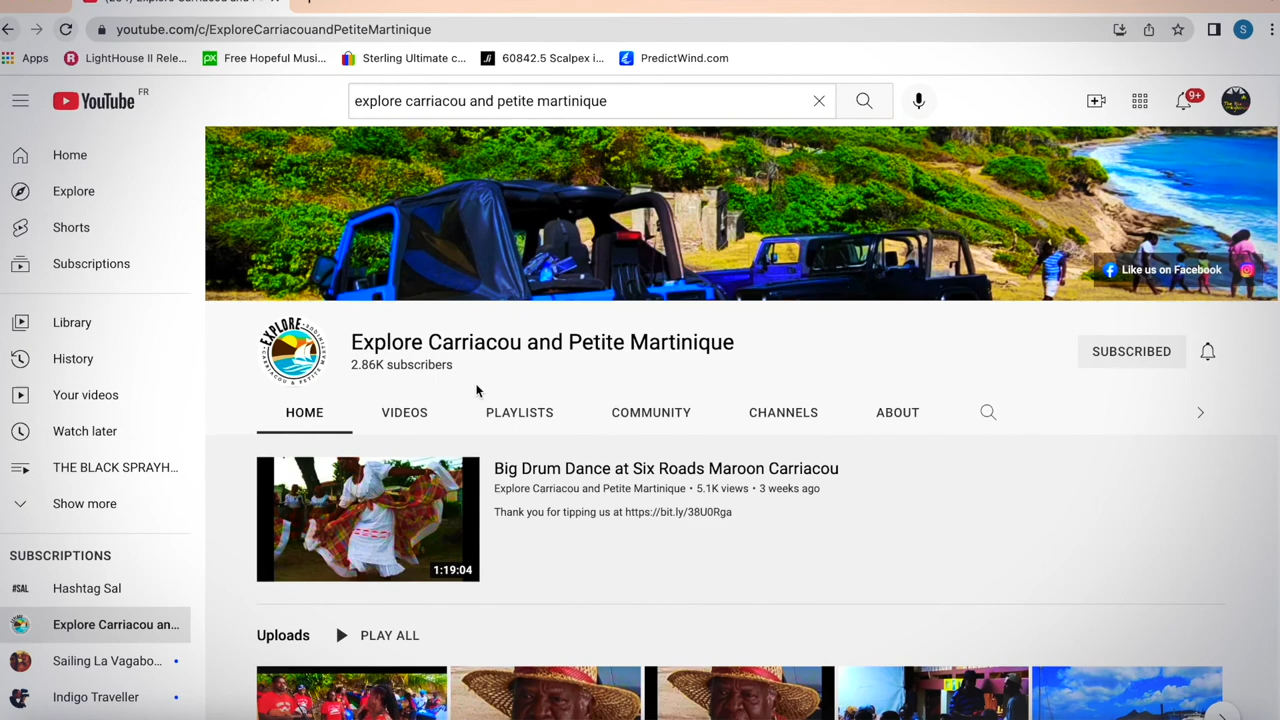 youtube.com/c/ExploreCarriacouandPetiteMartinique
S
Apps
LightHouse II Rele...
Free Hopeful Musi...
Sterling Ultimate c...
60842.5 Scalpex i...
PredictWind.com
YouTube FR
explore carriacou and petite martinique
9+
Home
Explore
Shorts
Subscriptions
Library
History
Your videos
Watch later
THE BLACK SPRAYH...
Show more
SUBSCRIPTIONS
#SAL Hashtag Sal
Explore Carriacou an...
Sailing La Vagabo...
Indigo Traveller
Like us on Facebook
EXPLORE
CARRIACOU & PETITE MARTINIQUE
Explore Carriacou and Petite Martinique
2.86K subscribers
SUBSCRIBED
HOME
VIDEOS
PLAYLISTS
COMMUNITY
CHANNELS
ABOUT
1:19:04
Big Drum Dance at Six Roads Maroon Carriacou
Explore Carriacou and Petite Martinique • 5.1K views • 3 weeks ago
Thank you for tipping us at https://bit.ly/38U0Rga
Uploads
PLAY ALL